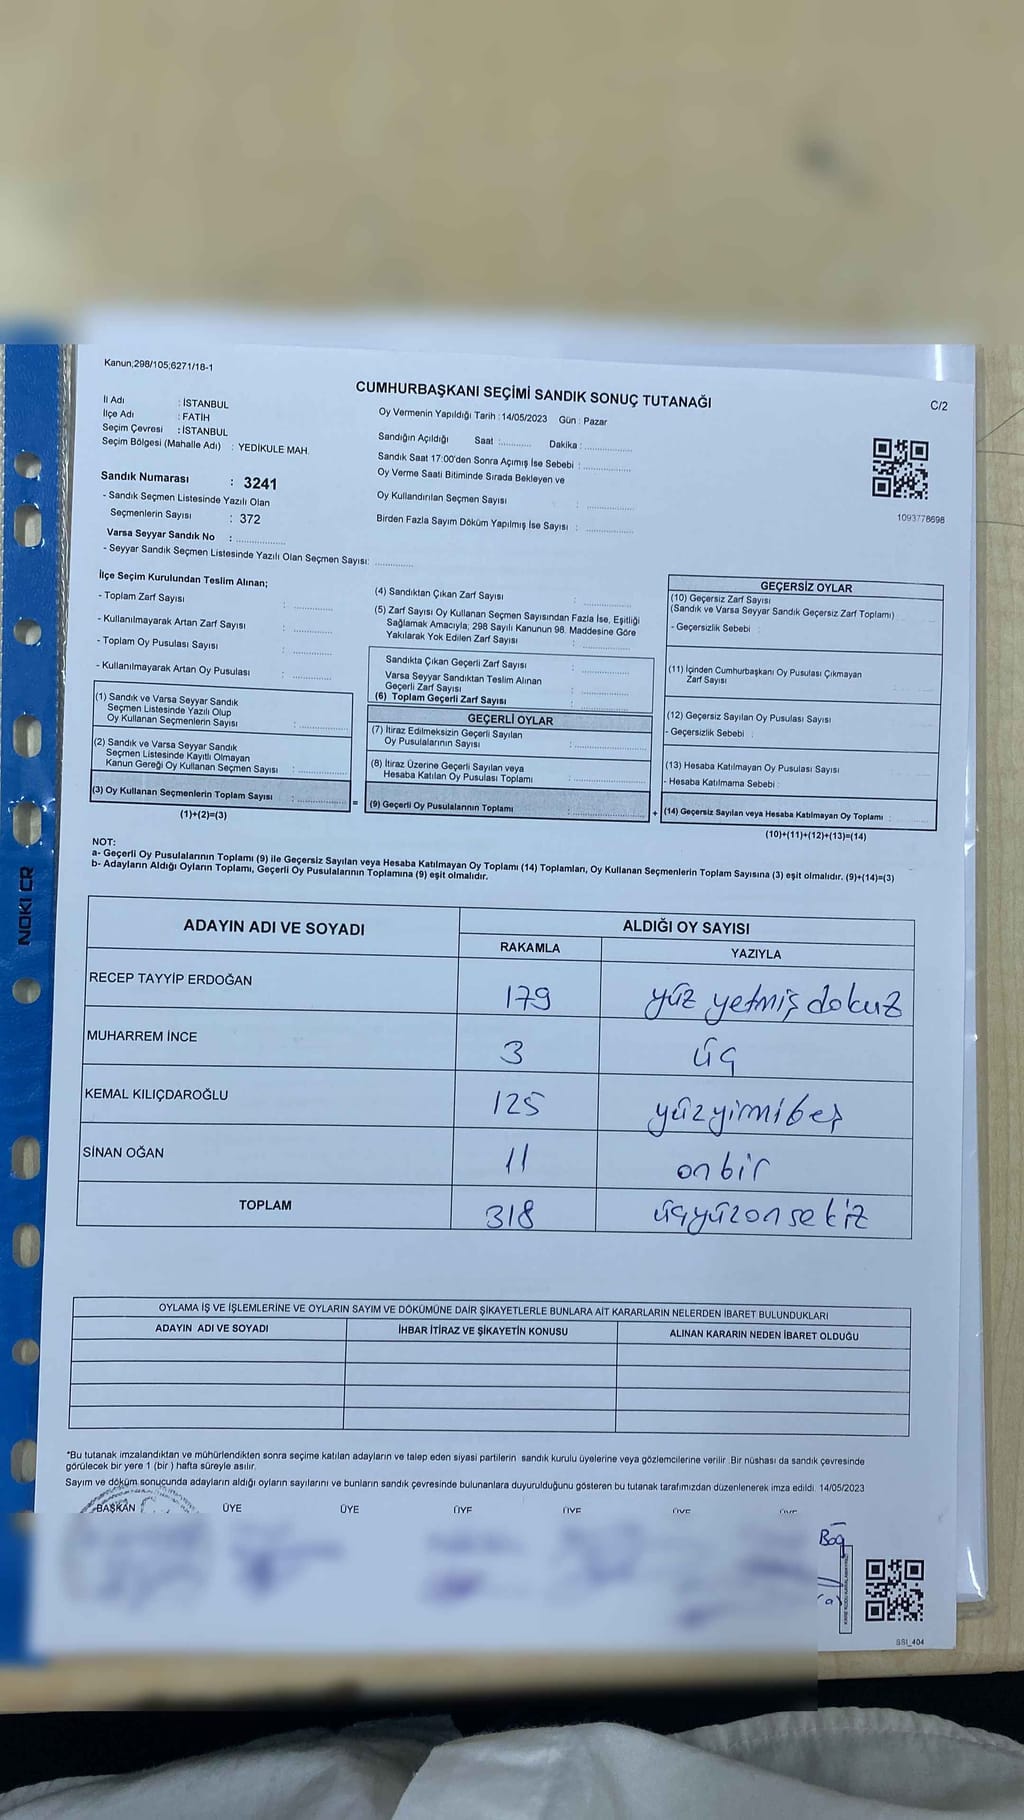 Kanun;298/105;6271/18-1
CUMHURBAŞKANI SEÇİMİ SANDIK SONUÇ TUTANAĞI
C/2
İl Adı : İSTANBUL
İlçe Adı : FATİH
Seçim Çevresi : İSTANBUL
Seçim Bölgesi (Mahalle Adı) : YEDİKULE MAH.
Oy Vermenin Yapıldığı Tarih : 14/05/2023 Gün : Pazar
Sandığın Açıldığı Saat :........... Dakika :................
Sandık Saat 17:00'den Sonra Açımış İse Sebebi :................
Oy Verme Saati Bitiminde Sırada Bekleyen ve
Oy Kullandırılan Seçmen Sayısı : ................
Birden Fazla Sayım Döküm Yapılmış İse Sayısı : ................
1093778698
Sandık Numarası : 3241
- Sandık Seçmen Listesinde Yazılı Olan
Seçmenlerin Sayısı : 372
Varsa Seyyar Sandık No : ................
- Seyyar Sandık Seçmen Listesinde Yazılı Olan Seçmen Sayısı: ............
İlçe Seçim Kurulundan Teslim Alınan;
- Toplam Zarf Sayısı : ............
- Kullanılmayarak Artan Zarf Sayısı : ............
- Toplam Oy Pusulası Sayısı : ............
- Kullanılmayarak Artan Oy Pusulası : ............
(1) Sandık ve Varsa Seyyar Sandık
Seçmen Listesinde Yazılı Olup
Oy Kullanan Seçmenlerin Sayısı : ................
(2) Sandık ve Varsa Seyyar Sandık
Seçmen Listesinde Kayıtlı Olmayan
Kanun Gereği Oy Kullanan Seçmen Sayısı : ................
(3) Oy Kullanan Seçmenlerin Toplam Sayısı : ................
(1)+(2)=(3)
=
(4) Sandıktan Çıkan Zarf Sayısı : ................
(5) Zarf Sayısı Oy Kullanan Seçmen Sayısından Fazla İse, Eşitliği
Sağlamak Amacıyla; 298 Sayılı Kanunun 98. Maddesine Göre
Yakılarak Yok Edilen Zarf Sayısı : ................
Sandıkta Çıkan Geçerli Zarf Sayısı : ................
Varsa Seyyar Sandıktan Teslim Alınan
Geçerli Zarf Sayısı : ................
(6) Toplam Geçerli Zarf Sayısı : ................
GEÇERLİ OYLAR
(7) İtiraz Edilmeksizin Geçerli Sayılan
Oy Pusulalarının Sayısı : ................
(8) İtiraz Üzerine Geçerli Sayılan veya
Hesaba Katılan Oy Pusulası Toplamı : ................
(9) Geçerli Oy Pusulalarının Toplamı : ................
+
GEÇERSİZ OYLAR
(10) Geçersiz Zarf Sayısı
(Sandık ve Varsa Seyyar Sandık Geçersiz Zarf Toplamı)
- Geçersizlik Sebebi :
(11) İçinden Cumhurbaşkanı Oy Pusulası Çıkmayan
Zarf Sayısı
(12) Geçersiz Sayılan Oy Pusulası Sayısı
- Geçersizlik Sebebi :
(13) Hesaba Katılmayan Oy Pusulası Sayısı
- Hesaba Katılmama Sebebi :
(14) Geçersiz Sayılan veya Hesaba Katılmayan Oy Toplamı :
(10)+(11)+(12)+(13)=(14)
NOT:
a- Geçerli Oy Pusulalarının Toplamı (9) ile Geçersiz Sayılan veya Hesaba Katılmayan Oy Toplamı (14) Toplamları, Oy Kullanan Seçmenlerin Toplam Sayısına (3) eşit olmalıdır. (9)+(14)=(3)
b- Adayların Aldığı Oyların Toplamı, Geçerli Oy Pusulalarının Toplamına (9) eşit olmalıdır.
ADAYIN ADI VE SOYADI
ALDIĞI OY SAYISI
RAKAMLA YAZIYLA
RECEP TAYYİP ERDOĞAN 179 yüz yetmiş dokuz
MUHARREM İNCE 3 üç
KEMAL KILIÇDAROĞLU 125 yüzyirmibeş
SİNAN OĞAN 11 onbir
TOPLAM 318 üçyüzonsekiz
OYLAMA İŞ VE İŞLEMLERİNE VE OYLARIN SAYIM VE DÖKÜMÜNE DAİR ŞİKAYETLERLE BUNLARA AİT KARARLARIN NELERDEN İBARET BULUNDUKLARI
ADAYIN ADI VE SOYADI İHBAR İTİRAZ VE ŞİKAYETİN KONUSU ALINAN KARARIN NEDEN İBARET OLDUĞU
*Bu tutanak imzalandıktan ve mühürlendikten sonra seçime katılan adayların ve talep eden siyasi partilerin sandık kurulu üyelerine veya gözlemcilerine verilir. Bir nüshası da sandık çevresinde
görülecek bir yere 1 (bir ) hafta süreyle asılır.
Sayım ve döküm sonucunda adayların aldığı oyların sayılarını ve bunların sandık çevresinde bulunanlara duyurulduğunu gösteren bu tutanak tarafımızdan düzenlenerek imza edildi. 14/05/2023
BAŞKAN ÜYE ÜYE ÜYE ÜYE ÜYE ÜYE
SSI_404
NOKI CR